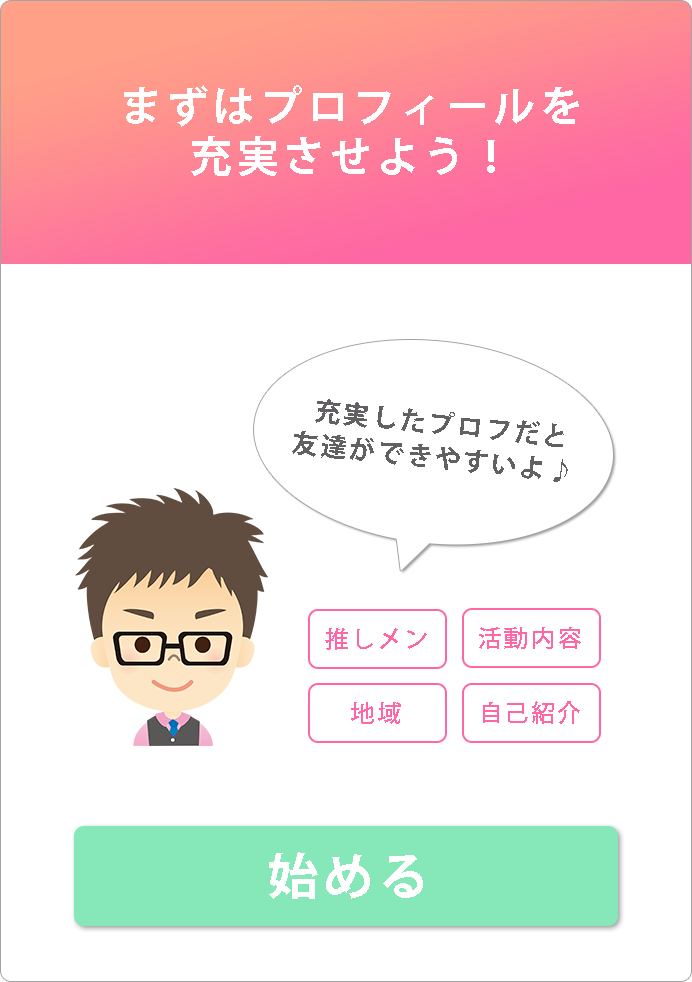 まずはプロフィールを
充実させよう！
充実したプロフだと
友達ができやすいよ♪
推しメン
活動内容
地域
自己紹介
始める